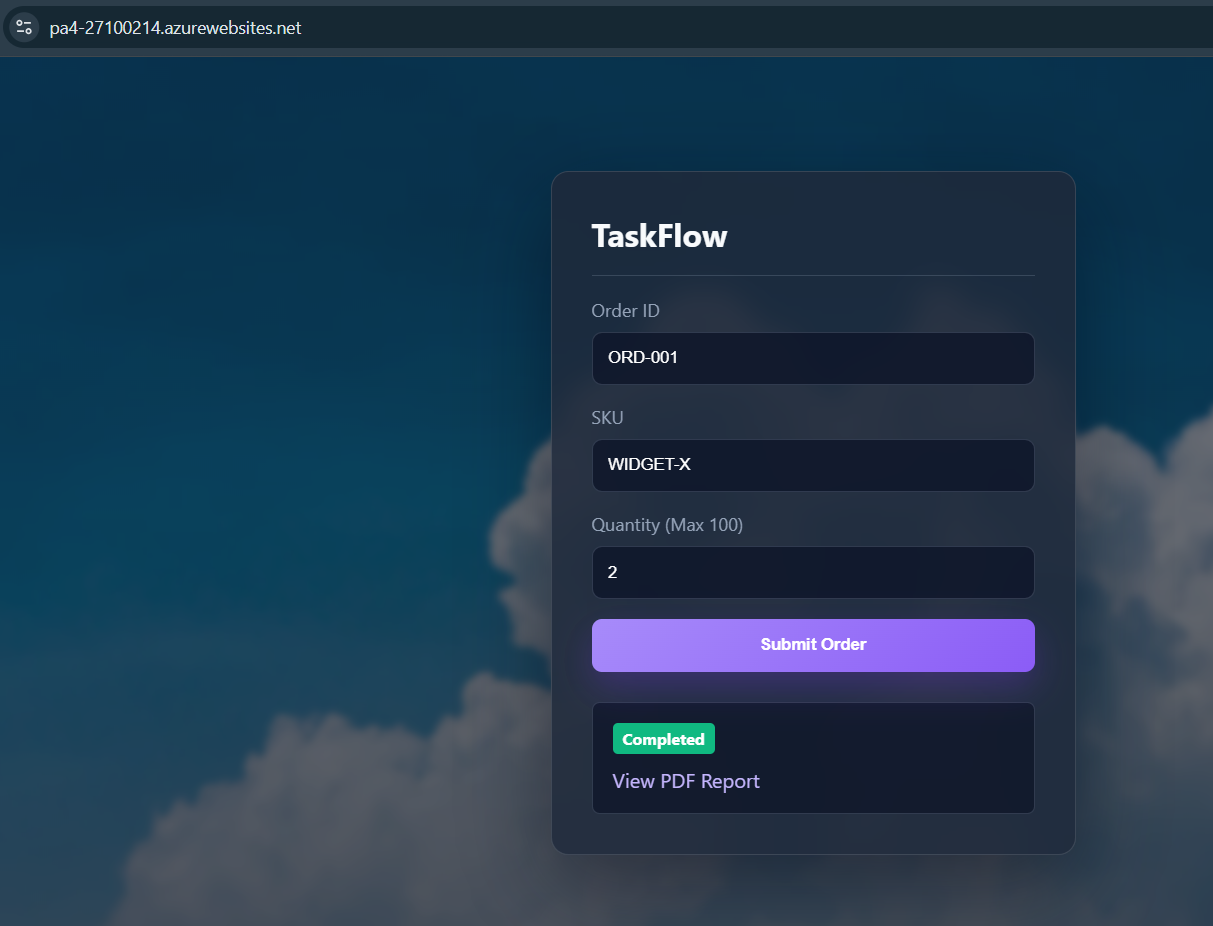 pa4-27100214.azurewebsites.net
TaskFlow
Order ID
ORD-001
SKU
WIDGET-X
Quantity (Max 100)
2
Submit Order
Completed
View PDF Report